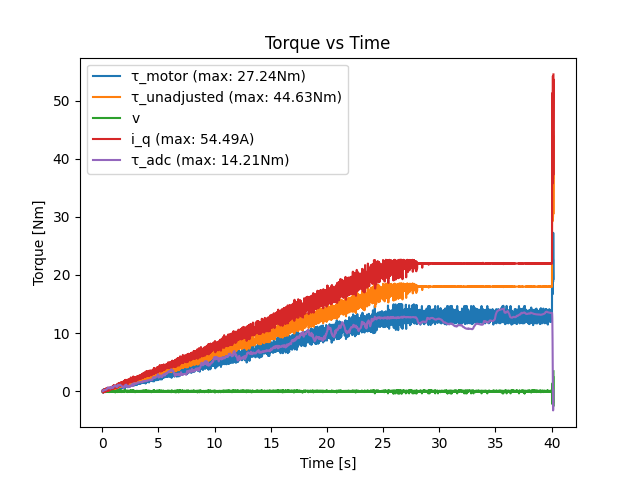 Torque vs Time
τ_motor (max: 27.24Nm)
τ_unadjusted (max: 44.63Nm)
v
i_q (max: 54.49A)
τ_adc (max: 14.21Nm)
Torque [Nm]
50
40
30
20
10
0
0 5 10 15 20 25 30 35 40
Time [s]